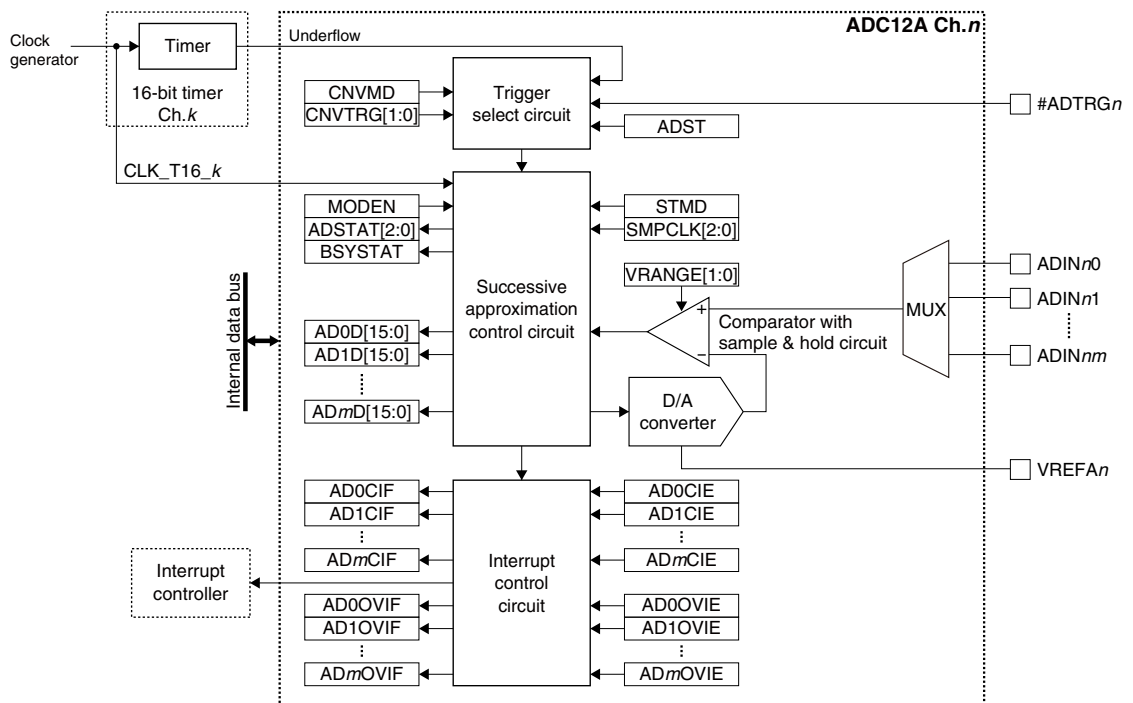 ADC12A Ch.n
Clock
generator
Timer
16-bit timer
Ch.k
Underflow
CNVMD
CNVTRG[1:0]
Trigger
select circuit
ADST
#ADTRGn
CLK_T16_k
MODEN
ADSTAT[2:0]
BSYSTAT
STMD
SMPCLK[2:0]
VRANGE[1:0]
Internal data bus
AD0D[15:0]
AD1D[15:0]
ADmD[15:0]
Successive
approximation
control circuit
+
–
Comparator with
sample & hold circuit
MUX
ADINn0
ADINn1
ADINnm
D/A
converter
VREFAn
AD0CIF
AD1CIF
ADmCIF
AD0OVIF
AD1OVIF
ADmOVIF
Interrupt
control
circuit
AD0CIE
AD1CIE
ADmCIE
AD0OVIE
AD1OVIE
ADmOVIE
Interrupt
controller